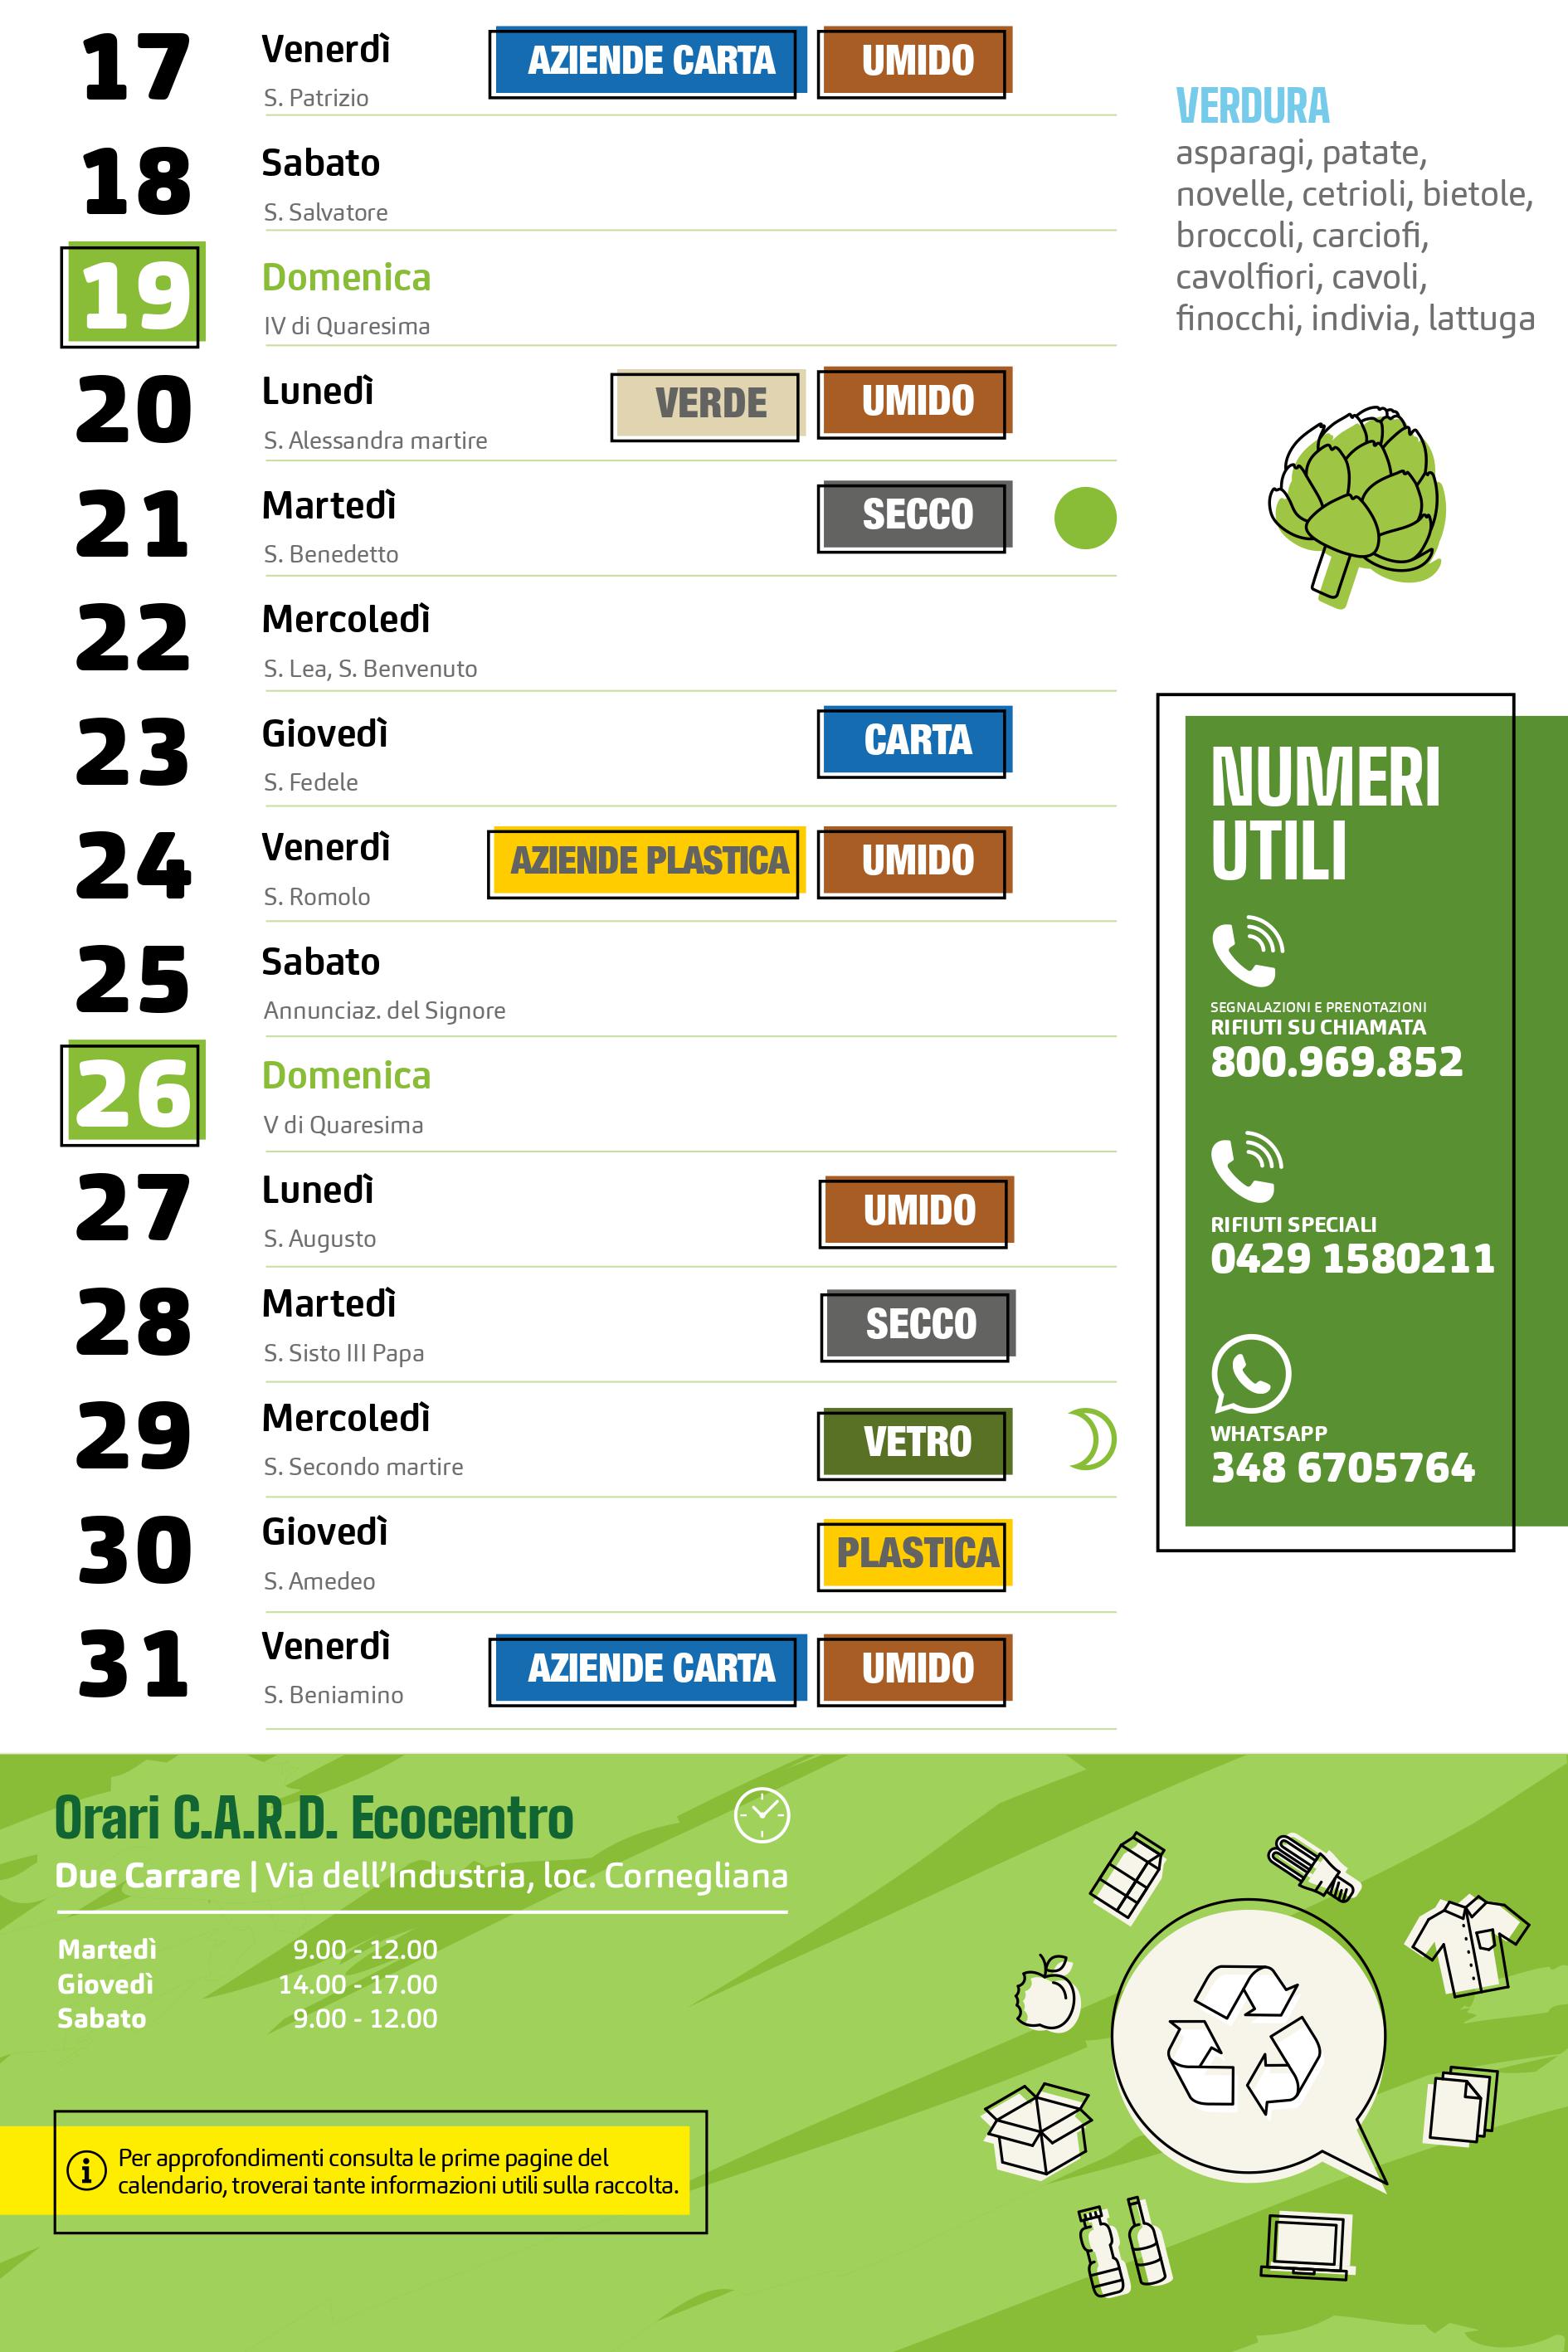 17 Venerdì AZIENDE CARTA UMIDO
S. Patrizio
18 Sabato
S. Salvatore
19 Domenica
IV di Quaresima
20 Lunedì VERDE UMIDO
S. Alessandra martire
21 Martedì SECCO
S. Benedetto
22 Mercoledì
S. Lea, S. Benvenuto
23 Giovedì CARTA
S. Fedele
24 Venerdì AZIENDE PLASTICA UMIDO
S. Romolo
25 Sabato
Annunciaz. del Signore
26 Domenica
V di Quaresima
27 Lunedì UMIDO
S. Augusto
28 Martedì SECCO
S. Sisto III Papa
29 Mercoledì VETRO
S. Secondo martire
30 Giovedì PLASTICA
S. Amedeo
31 Venerdì AZIENDE CARTA UMIDO
S. Beniamino
VERDURA
asparagi, patate,
novelle, cetrioli, bietole,
broccoli, carciofi,
cavolfiori, cavoli,
finocchi, indivia, lattuga
NUMERI
UTILI
SEGNALAZIONI E PRENOTAZIONI
RIFIUTI SU CHIAMATA
800.969.852
RIFIUTI SPECIALI
0429 1580211
WHATSAPP
348 6705764
Orari C.A.R.D. Ecocentro
Due Carrare | Via dell’Industria, loc. Cornegliana
Martedì 9.00 - 12.00
Giovedì 14.00 - 17.00
Sabato 9.00 - 12.00
i Per approfondimenti consulta le prime pagine del
calendario, troverai tante informazioni utili sulla raccolta.